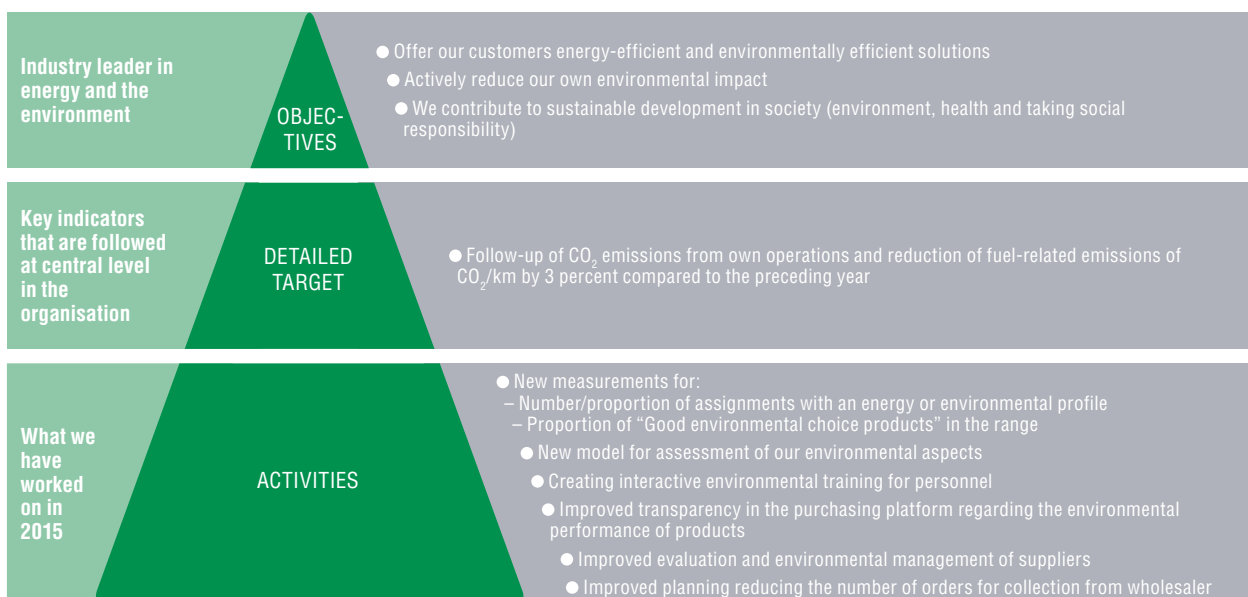 Industry leader in
energy and the
environment
OBJEC-
TIVES
● Offer our customers energy-efficient and environmentally efficient solutions
● Actively reduce our own environmental impact
● We contribute to sustainable development in society (environment, health and taking social
responsibility)
Key indicators
that are followed
at central level
in the
organisation
DETAILED
TARGET
● Follow-up of CO₂ emissions from own operations and reduction of fuel-related emissions of
CO₂/km by 3 percent compared to the preceding year
What we
have
worked
on in
2015
ACTIVITIES
● New measurements for:
– Number/proportion of assignments with an energy or environmental profile
– Proportion of “Good environmental choice products” in the range
● New model for assessment of our environmental aspects
● Creating interactive environmental training for personnel
● Improved transparency in the purchasing platform regarding the environmental
performance of products
● Improved evaluation and environmental management of suppliers
● Improved planning reducing the number of orders for collection from wholesaler